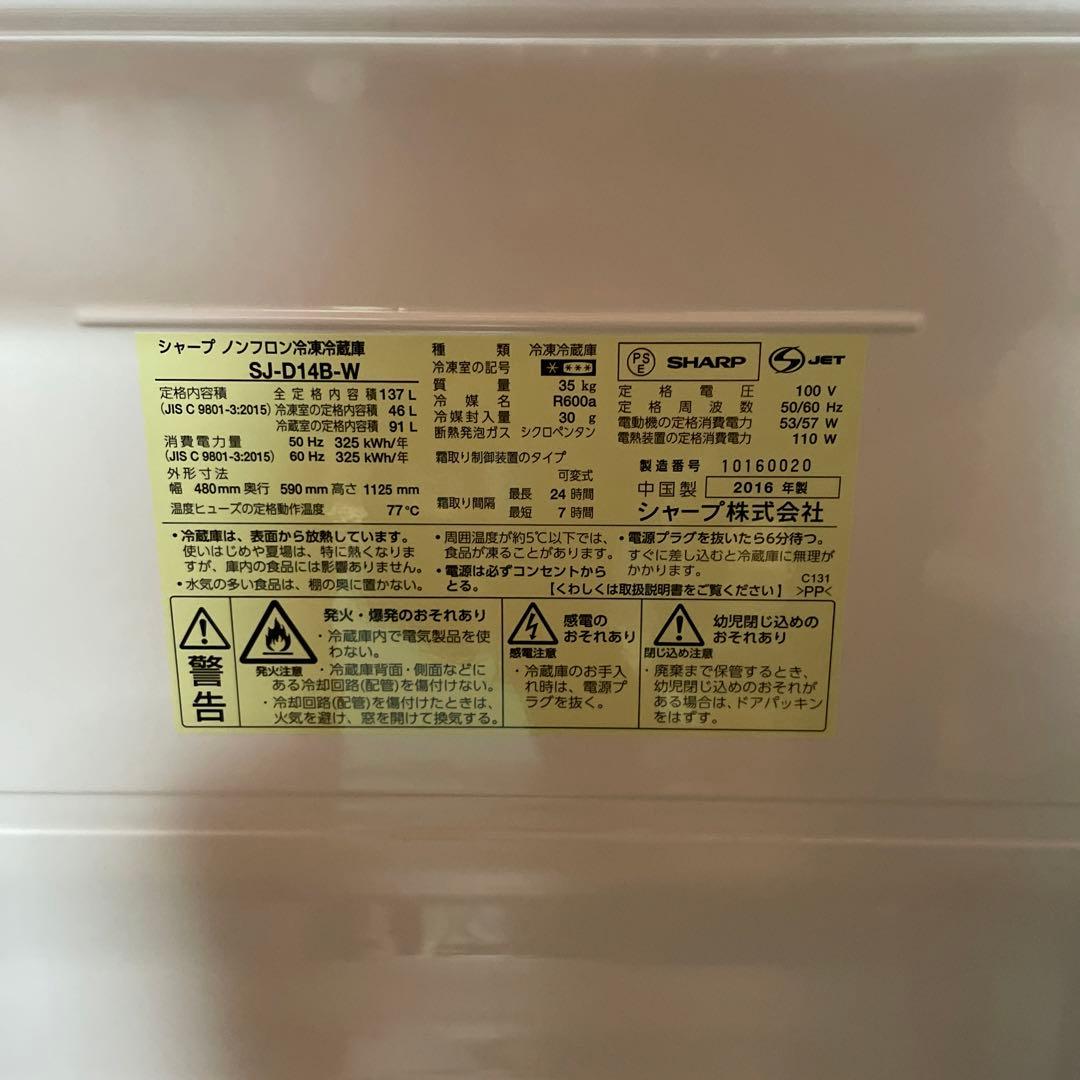 シャープ ノンフロン冷凍冷蔵庫
SJ-D14B-W
定格内容積 全定格内容積 137 L
(JIS C 9801-3:2015) 冷凍室の定格内容積 46 L
冷蔵室の定格内容積 91 L
消費電力量 50 Hz 325 kWh/年
(JIS C 9801-3:2015) 60 Hz 325 kWh/年
外形寸法
幅 480mm 奥行 590mm 高さ 1125 mm
温度ヒューズの定格動作温度 77℃
種類 冷凍冷蔵庫
冷凍室の記号 * ***
質量 35 kg
冷媒名 R600a
冷媒封入量 30 g
断熱発泡ガス シクロペンタン
霜取り制御装置のタイプ
可変式
霜取り間隔 最長 24 時間
最短 7 時間
PSE SHARP S JET
定格電圧 100 V
定格周波数 50/60 Hz
電動機の定格消費電力 53/57 W
電熱装置の定格消費電力 110 W
製造番号 10160020
中国製 2016 年製
シャープ株式会社
・冷蔵庫は、表面から放熱しています。
使いはじめや夏場は、特に熱くなりま
すが、庫内の食品には影響ありません。
・水気の多い食品は、棚の奥に置かない。
・周囲温度が約5℃以下では、
食品が凍ることがあります。
・電源は必ずコンセントから
とる。
・電源プラグを抜いたら6分待つ。
すぐに差し込むと冷蔵庫に無理が
かかります。
C131
【くわしくは取扱説明書をご覧ください】 >PP<
警告
発火注意
発火・爆発のおそれあり
・冷蔵庫内で電気製品を使
わない。
・冷蔵庫背面・側面などに
ある冷却回路(配管)を傷付けない。
・冷却回路(配管)を傷付けたときは、
火気を避け、窓を開けて換気する。
感電注意
感電の
おそれあり
・冷蔵庫のお手入
れ時は、電源プ
ラグを抜く。
閉じ込め注意
幼児閉じ込めの
おそれあり
・廃棄まで保管するとき、
幼児閉じ込めのおそれが
ある場合は、ドアパッキン
をはずす。